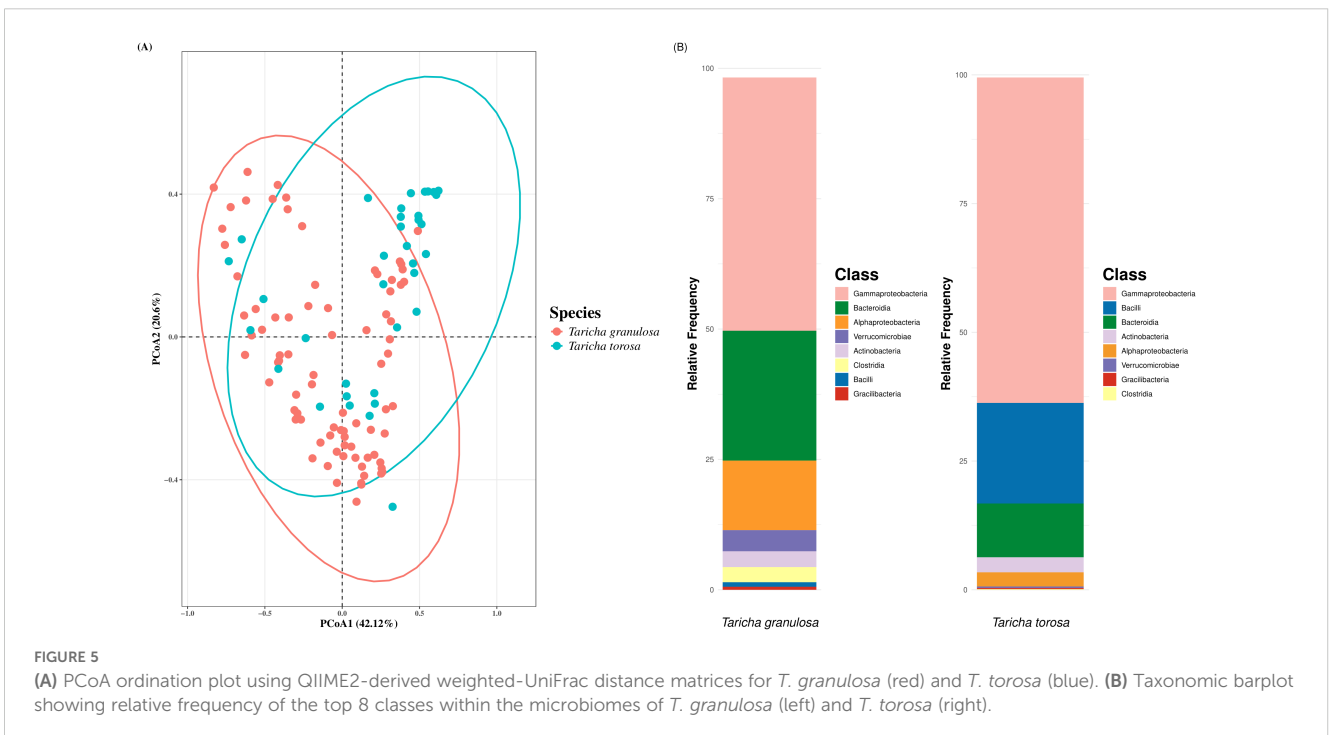 (A)
0.4
0.0
−0.4
−1.0
−0.5
0.0
0.5
1.0
PCoA2 (20.6%)
PCoA1 (42.12%)
Species
Taricha granulosa
Taricha torosa
(B)
100
75
50
25
0
Relative Frequency
Taricha granulosa
Class
Gammaproteobacteria
Bacteroidia
Alphaproteobacteria
Verrucomicrobiae
Actinobacteria
Clostridia
Bacilli
Gracilibacteria
100
75
50
25
0
Relative Frequency
Taricha torosa
Class
Gammaproteobacteria
Bacilli
Bacteroidia
Actinobacteria
Alphaproteobacteria
Verrucomicrobiae
Gracilibacteria
Clostridia
FIGURE 5
(A) PCoA ordination plot using QIIME2-derived weighted-UniFrac distance matrices for T. granulosa (red) and T. torosa (blue). (B) Taxonomic barplot
showing relative frequency of the top 8 classes within the microbiomes of T. granulosa (left) and T. torosa (right).